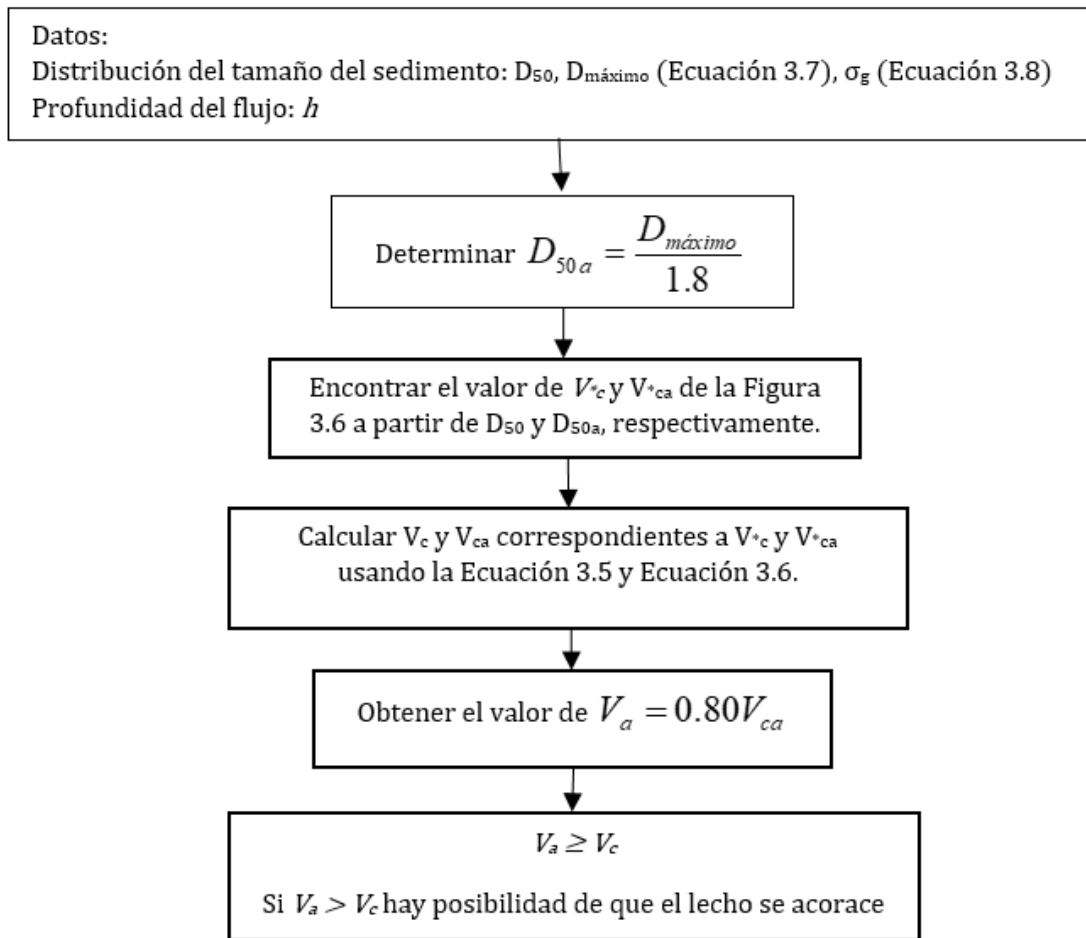 Datos:
Distribución del tamaño del sedimento: D₅₀, Dₘáₓᵢₘₒ (Ecuación 3.7), σg (Ecuación 3.8)
Profundidad del flujo: h
Determinar D₅₀ₐ = Dmáximo / 1.8
Encontrar el valor de V*c y V*ca de la Figura
3.6 a partir de D₅₀ y D₅₀ₐ, respectivamente.
Calcular Vc y Vca correspondientes a V*c y V*ca
usando la Ecuación 3.5 y Ecuación 3.6.
Obtener el valor de Va = 0.80Vca
Va ≥ Vc
Si Va > Vc hay posibilidad de que el lecho se acorace